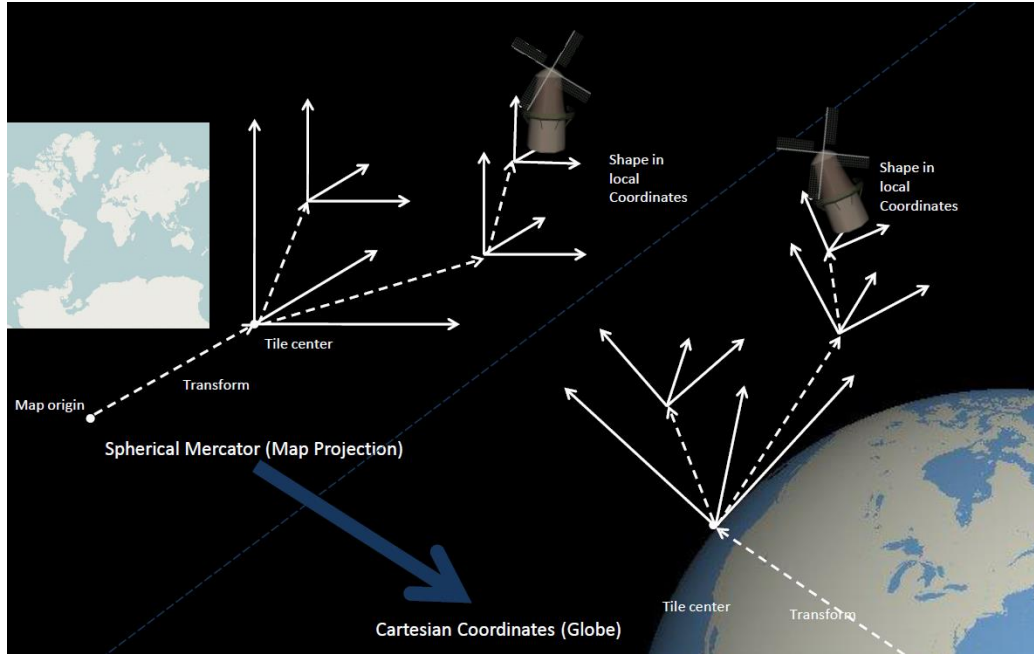 Shape in
local
Coordinates
Tile center
Transform
Map origin
Spherical Mercator (Map Projection)
Shape in
local
Coordinates
Tile center
Transform
Cartesian Coordinates (Globe)